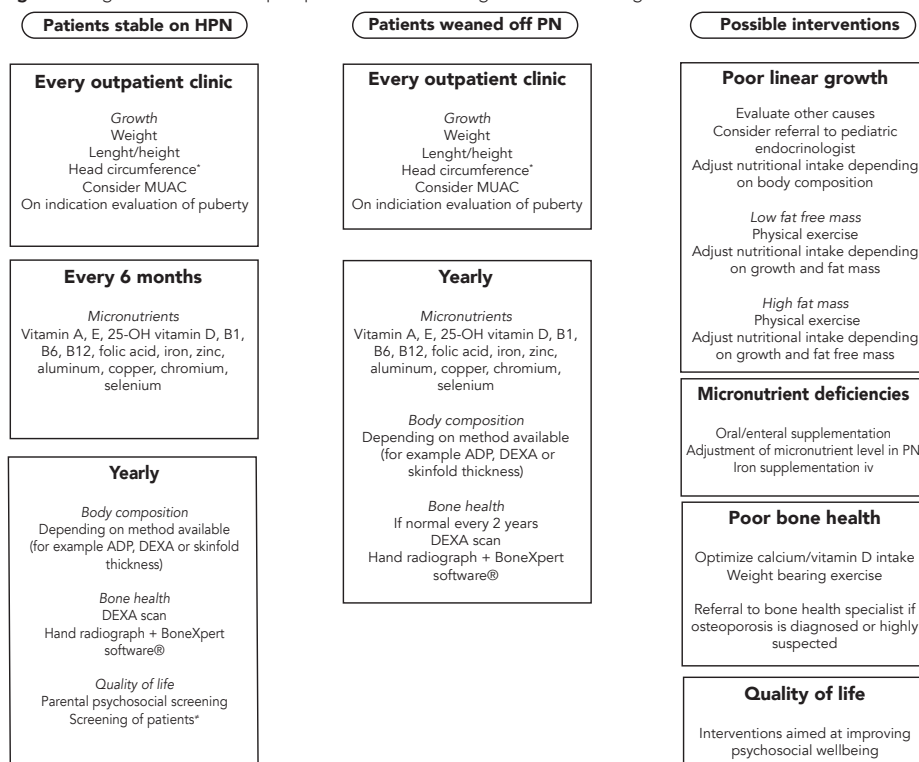 Patients stable on HPN
Every outpatient clinic
Growth
Weight
Lenght/height
Head circumference*
Consider MUAC
On indication evaluation of puberty
Every 6 months
Micronutrients
Vitamin A, E, 25-OH vitamin D, B1,
B6, B12, folic acid, iron, zinc,
aluminum, copper, chromium,
selenium
Yearly
Body composition
Depending on method available
(for example ADP, DEXA or skinfold
thickness)
Bone health
DEXA scan
Hand radiograph + BoneXpert
software®
Quality of life
Parental psychosocial screening
Screening of patients#
Patients weaned off PN
Every outpatient clinic
Growth
Weight
Lenght/height
Head circumference*
Consider MUAC
On indiciation evaluation of puberty
Yearly
Micronutrients
Vitamin A, E, 25-OH vitamin D, B1,
B6, B12, folic acid, iron, zinc,
aluminum, copper, chromium,
selenium
Body composition
Depending on method available
(for example ADP, DEXA or
skinfold thickness)
Bone health
If normal every 2 years
DEXA scan
Hand radiograph + BoneXpert
software®
Possible interventions
Poor linear growth
Evaluate other causes
Consider referral to pediatric
endocrinologist
Adjust nutritional intake depending
on body composition
Low fat free mass
Physical exercise
Adjust nutritional intake depending
on growth and fat mass
High fat mass
Physical exercise
Adjust nutritional intake depending
on growth and fat free mass
Micronutrient deficiencies
Oral/enteral supplementation
Adjustment of micronutrient level in PN
Iron supplementation iv
Poor bone health
Optimize calcium/vitamin D intake
Weight bearing exercise
Referral to bone health specialist if
osteoporosis is diagnosed or highly
suspected
Quality of life
Interventions aimed at improving
psychosocial wellbeing